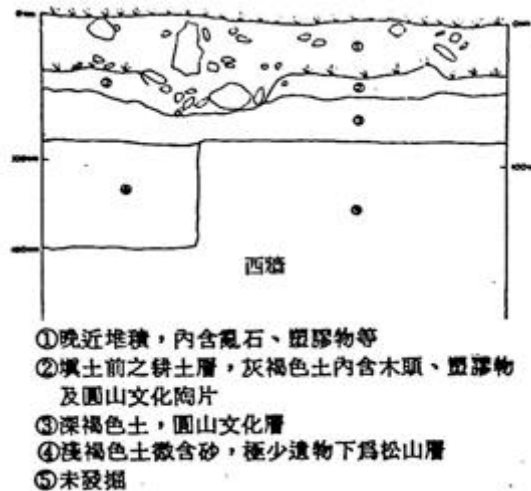 西牆
①晚近堆積，內含亂石、塑膠物等
②塡土前之耕土層，灰褐色土內含木頭、塑膠物
及圓山文化陶片
③深褐色土，圓山文化層
④淺褐色土微含砂，極少遺物下爲松山層
⑤未發掘